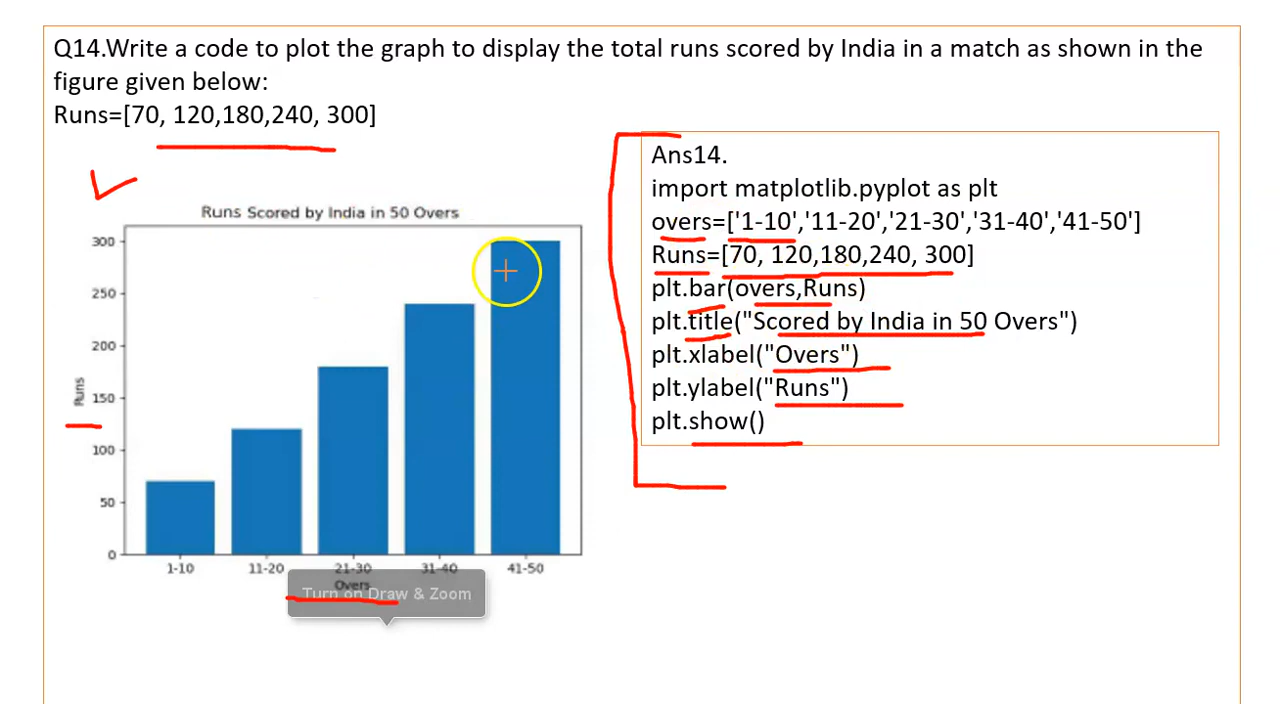 Q14.Write a code to plot the graph to display the total runs scored by India in a match as shown in the
figure given below:
Runs=[70, 120,180,240, 300]
Ans14.
import matplotlib.pyplot as plt
overs=['1-10','11-20','21-30','31-40','41-50']
Runs=[70, 120,180,240, 300]
plt.bar(overs,Runs)
plt.title("Scored by India in 50 Overs")
plt.xlabel("Overs")
plt.ylabel("Runs")
plt.show()
Runs Scored by India in 50 Overs
300
250
200
150
100
50
0
Runs
1-10 11-20 21-30 31-40 41-50
Overs
Turn on Draw & Zoom